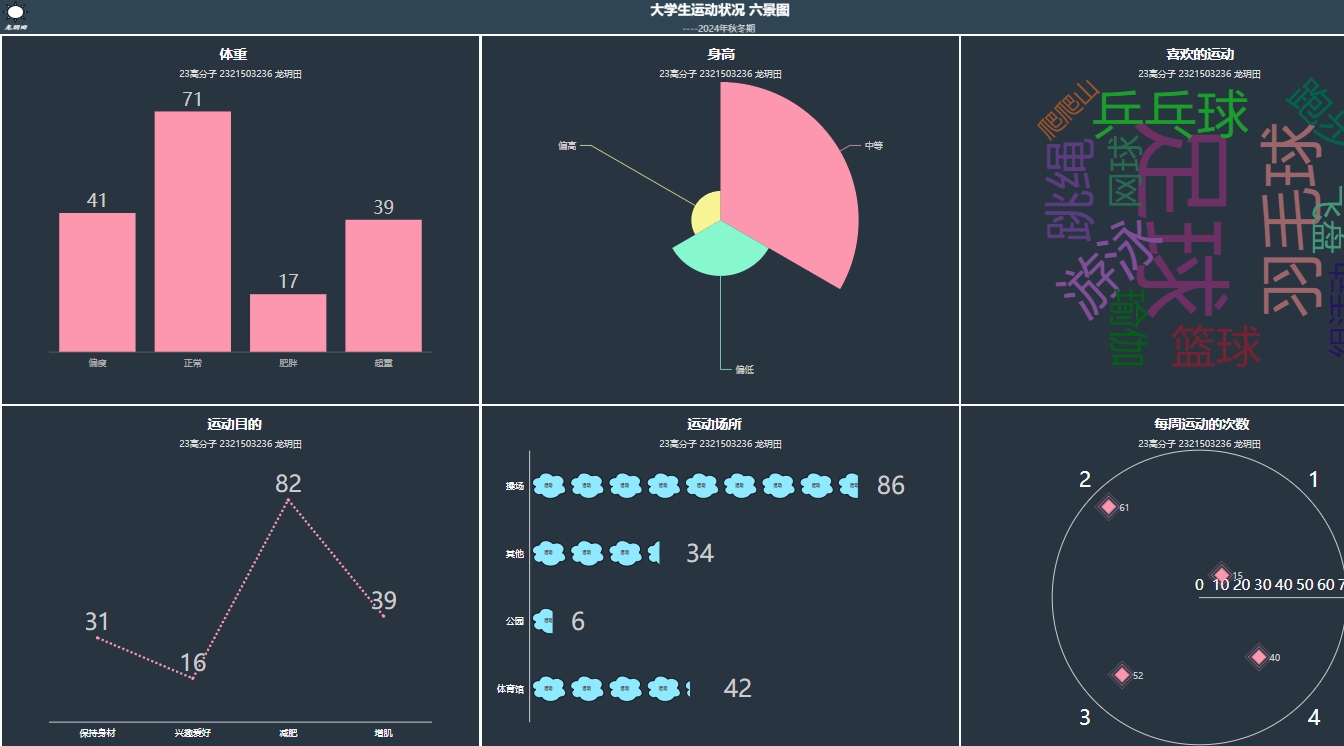 大学生运动状况 六景图
----2024年秋冬期
龙玥田
体重
23高分子 2321503236 龙玥田
41
71
17
39
偏瘦
正常
肥胖
超重
身高
23高分子 2321503236 龙玥田
偏高
中等
偏低
喜欢的运动
23高分子 2321503236 龙玥田
爬爬山
乒乓球
跳绳
网球
足球
羽毛球
飞盘
游泳
瑜伽
篮球
运动目的
23高分子 2321503236 龙玥田
31
16
82
39
保持身材
兴趣爱好
减肥
增肌
运动场所
23高分子 2321503236 龙玥田
操场 86
其他 34
公园 6
体育馆 42
每周运动的次数
23高分子 2321503236 龙玥田
2
1
61
15
0 10 20 30 40 50 60 7
40
52
3
4